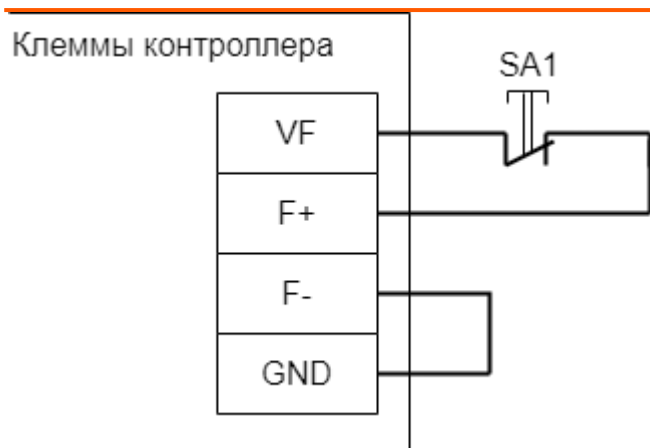 Клеммы контроллера
SA1
VF
F+
F-
GND